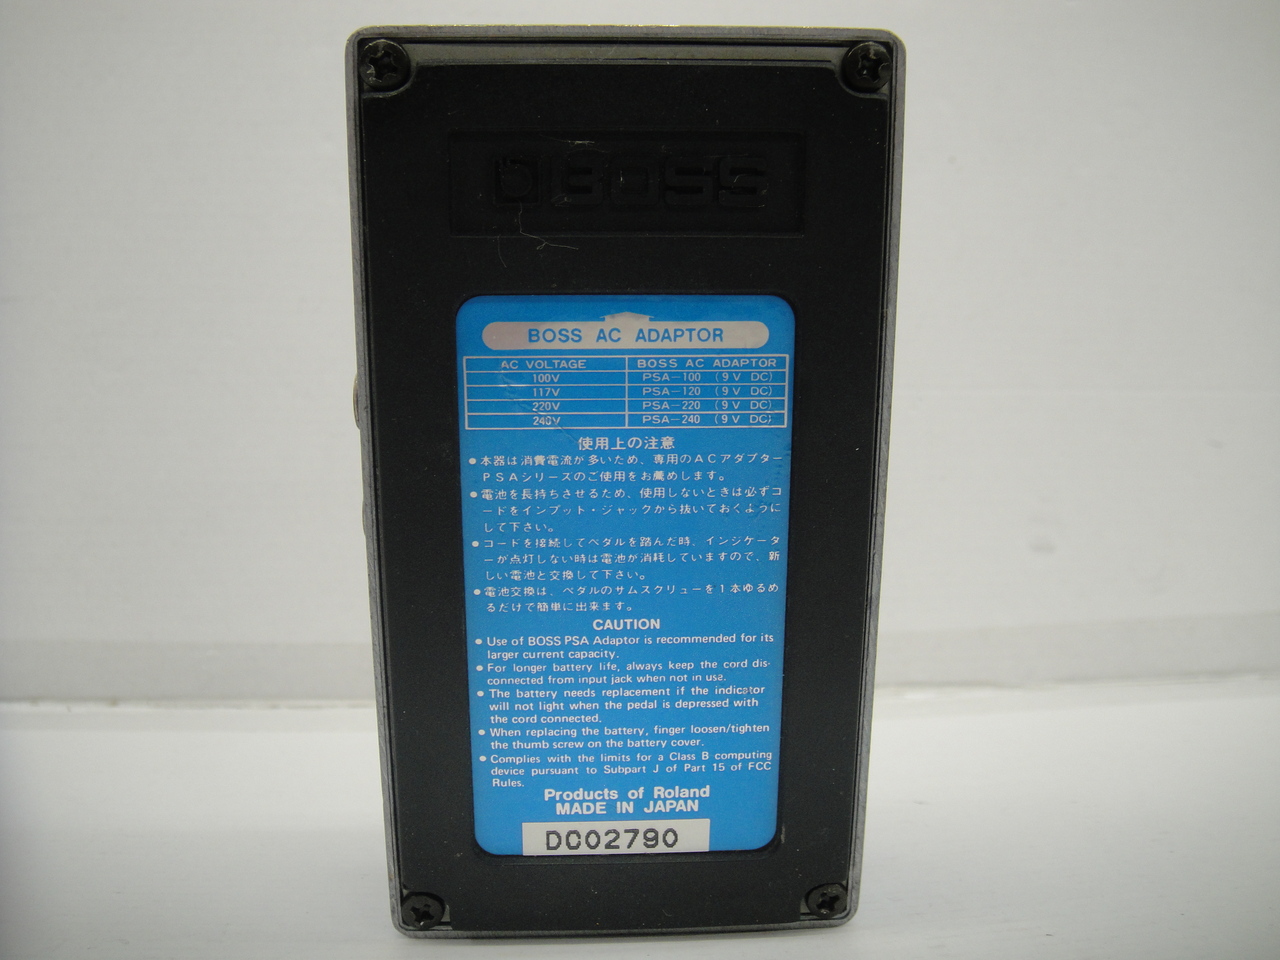 BOSS
BOSS AC ADAPTOR
AC VOLTAGE BOSS AC ADAPTOR
100V PSA-100 (9V DC)
117V PSA-120 (9V DC)
220V PSA-220 (9V DC)
240V PSA-240 (9V DC)
使用上の注意
●本器は消費電流が多いため、専用のACアダプター
PSAシリーズのご使用をお薦めします。
●電池を長持ちさせるため、使用しないときは必ずコ
ードをインプット・ジャックから抜いておくように
して下さい。
●コードを接続してペダルを踏んだ時、インジケータ
ーが点灯しない時は電池が消耗していますので、新
しい電池と交換して下さい。
●電池交換は、ペダルのサムスクリューを1本ゆるめ
るだけで簡単に出来ます。
CAUTION
● Use of BOSS PSA Adaptor is recommended for its
larger current capacity.
● For longer battery life, always keep the cord dis-
connected from input jack when not in use.
● The battery needs replacement if the indicator
will not light when the pedal is depressed with
the cord connected.
● When replacing the battery, finger loosen/tighten
the thumb screw on the battery cover.
● Complies with the limits for a Class B computing
device pursuant to Subpart J of Part 15 of FCC
Rules.
Products of Roland
MADE IN JAPAN
DC02790